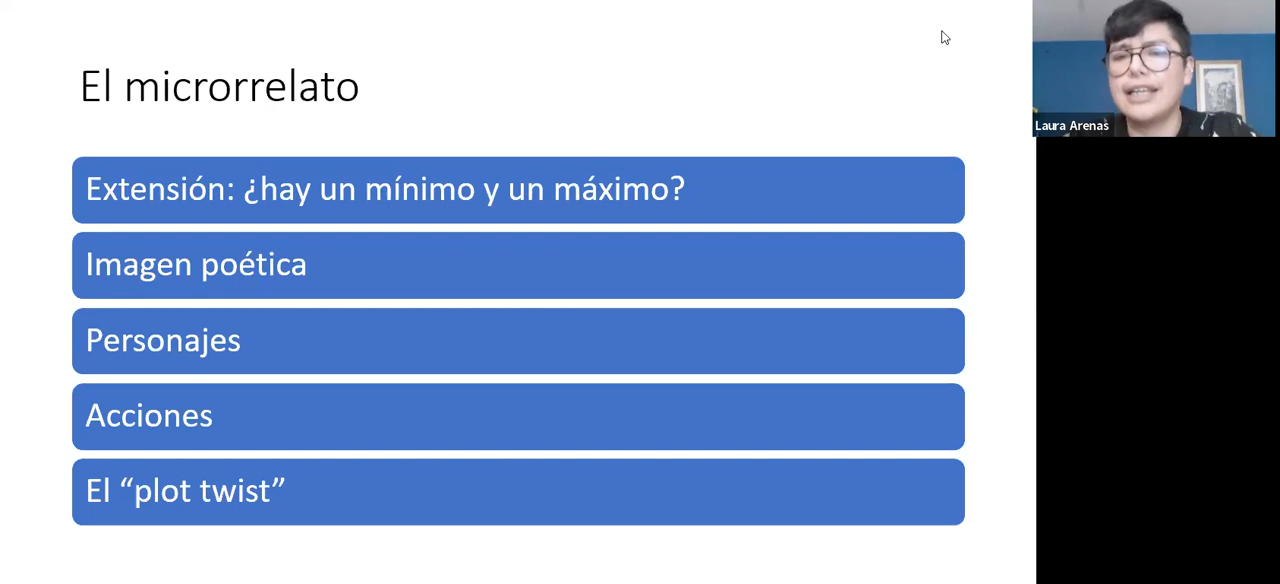 El microrrelato
Extensión: ¿hay un mínimo y un máximo?
Imagen poética
Personajes
Acciones
El “plot twist”
Laura Arenas